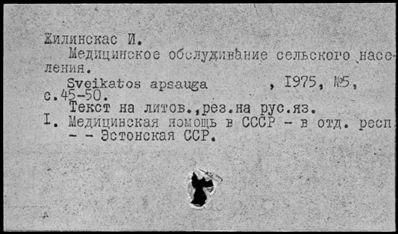 Жилинскас И.
Медицинское обслуживание сельского насе-
ления.
Sveikatos apsauga , 1975, №5,
с.45-50.
Текст на литов.,рез.на рус.яз.
I. Медицинская помощь в СССР - в отд. респ
- - Эстонская ССР.